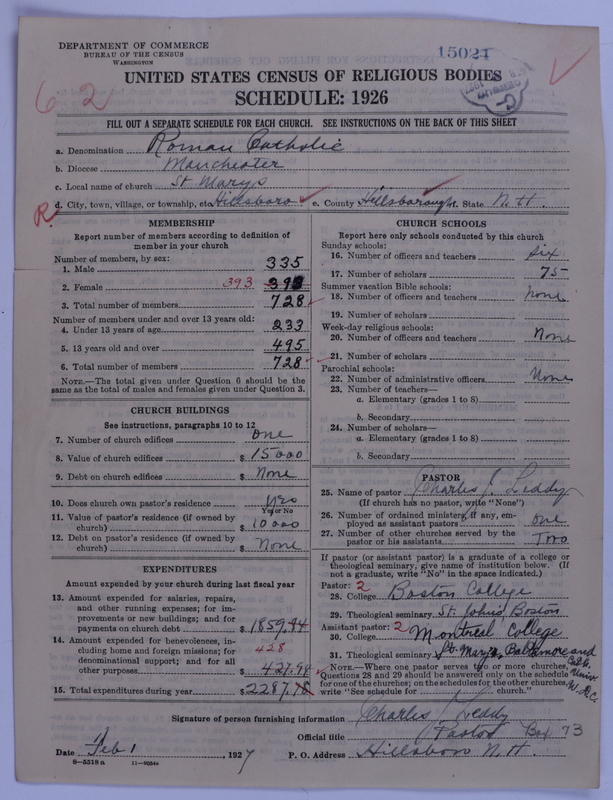 DEPARTMENT OF COMMERCE
BUREAU OF THE CENSUS
WASHINGTON
15021
UNITED STATES CENSUS OF RELIGIOUS BODIES
SCHEDULE: 1926
62
FILL OUT A SEPARATE SCHEDULE FOR EACH CHURCH. SEE INSTRUCTIONS ON THE BACK OF THIS SHEET
a. Denomination Roman Catholic
b. Diocese Manchester
c. Local name of church St Marys
d. City, town, village, or township, etc. Hillsboro e. County Hillsborough f. State N. H.
R.
MEMBERSHIP
Report number of members according to definition of
member in your church
Number of members, by sex:
1. Male 335
2. Female 393 393
3. Total number of members 728
Number of members under and over 13 years old:
4. Under 13 years of age 233
5. 13 years old and over 495
6. Total number of members 728
NOTE.—The total given under Question 6 should be
same as the total of males and females given under Question 3.
CHURCH BUILDINGS
See instructions, paragraphs 10 to 12
7. Number of church edifices one
8. Value of church edifices $ 15000
9. Debt on church edifices $ None
10. Does church own pastor's residence yes
Yes or No
11. Value of pastor's residence (if owned by
church) $ 10000
12. Debt on pastor's residence (if owned by
church) $ None
EXPENDITURES
Amount expended by your church during last fiscal year
13. Amount expended for salaries, repairs,
and other running expenses; for im-
provements or new buildings; and for
payments on church debt $ 1859.94
14. Amount expended for benevolences, in-
cluding home and foreign missions; for
denominational support; and for all
other purposes $ 427.98
428
15. Total expenditures during year $ 2287.98
CHURCH SCHOOLS
Report here only schools conducted by this church
Sunday schools:
16. Number of officers and teachers six
17. Number of scholars 75
Summer vacation Bible schools:
18. Number of officers and teachers None
19. Number of scholars
Week-day religious schools:
20. Number of officers and teachers None
21. Number of scholars
Parochial schools:
22. Number of administrative officers None
23. Number of teachers—
a. Elementary (grades 1 to 8)
b. Secondary
24. Number of scholars—
a. Elementary (grades 1 to 8)
b. Secondary
PASTOR
25. Name of pastor Charles J. Leddy
(If church has no pastor, write "None")
26. Number of ordained ministers, if any, em-
ployed as assistant pastors one
27. Number of other churches served by the
pastor or his assistants Two
If pastor (or assistant pastor) is a graduate of a college or
theological seminary, give name of institution below. (If
not a graduate, write "No" in the space indicated.)
Pastor: 2
28. College Boston College
29. Theological seminary St. Johns Boston
Assistant pastor: 2
30. College Montreal College
31. Theological seminary St. Marys Baltimore and
Cath.
Univ.
W. D.C.
NOTE.—Where one pastor serves two or more churches,
Questions 28 and 29 should be answered only on the schedule
for one of the churches; on the schedules for the other churches
write "See schedule for church."
Signature of person furnishing information Charles J. Leddy
Official title Pastor Box 73
Date Feb 1, 1927 P. O. Address Hillsboro N. H.
8—5518a 11—9054a